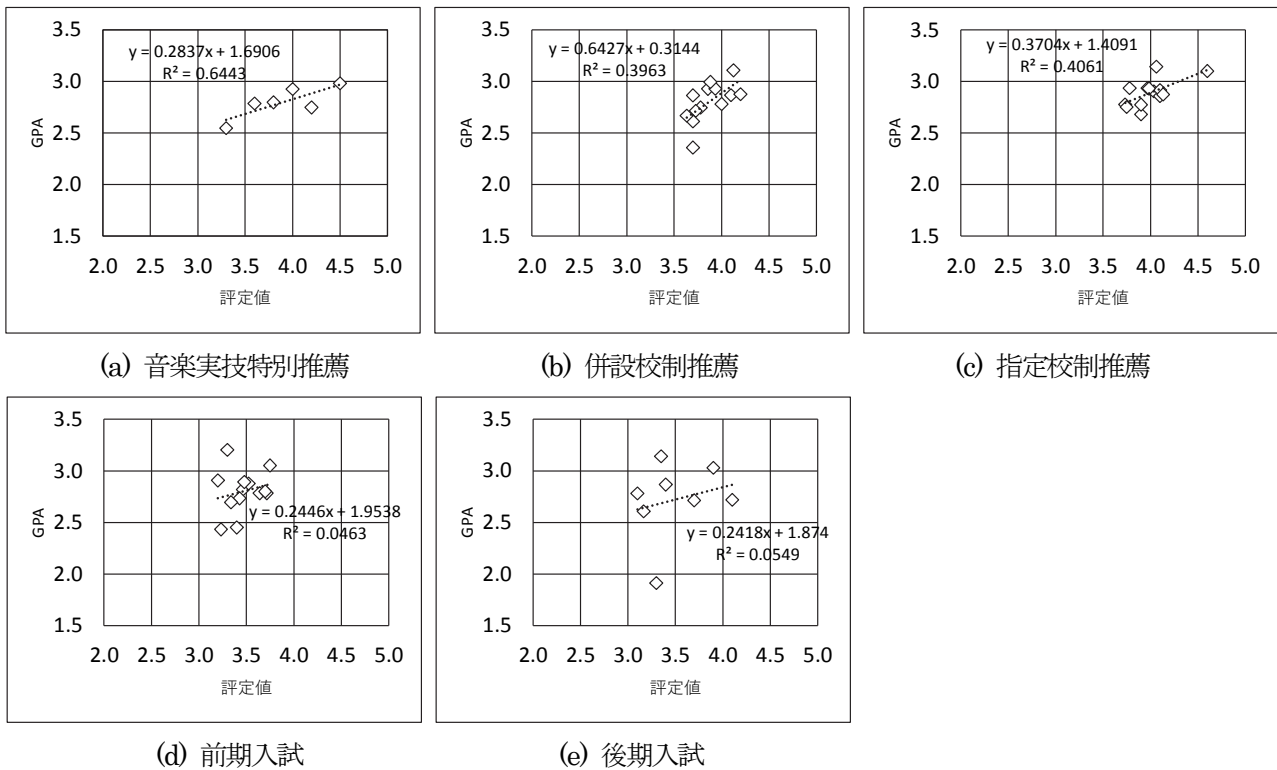 3.5
3.0
2.5
2.0
1.5
GPA
y = 0.2837x + 1.6906
R² = 0.6443
2.0 2.5 3.0 3.5 4.0 4.5 5.0
評定値
(a) 音楽実技特別推薦
3.5
3.0
2.5
2.0
1.5
GPA
y = 0.6427x + 0.3144
R² = 0.3963
2.0 2.5 3.0 3.5 4.0 4.5 5.0
評定値
(b) 併設校制推薦
3.5
3.0
2.5
2.0
1.5
GPA
y = 0.3704x + 1.4091
R² = 0.4061
2.0 2.5 3.0 3.5 4.0 4.5 5.0
評定値
(c) 指定校制推薦
3.5
3.0
2.5
2.0
1.5
GPA
y = 0.2446x + 1.9538
R² = 0.0463
2.0 2.5 3.0 3.5 4.0 4.5 5.0
評定値
(d) 前期入試
3.5
3.0
2.5
2.0
1.5
GPA
y = 0.2418x + 1.874
R² = 0.0549
2.0 2.5 3.0 3.5 4.0 4.5 5.0
評定値
(e) 後期入試